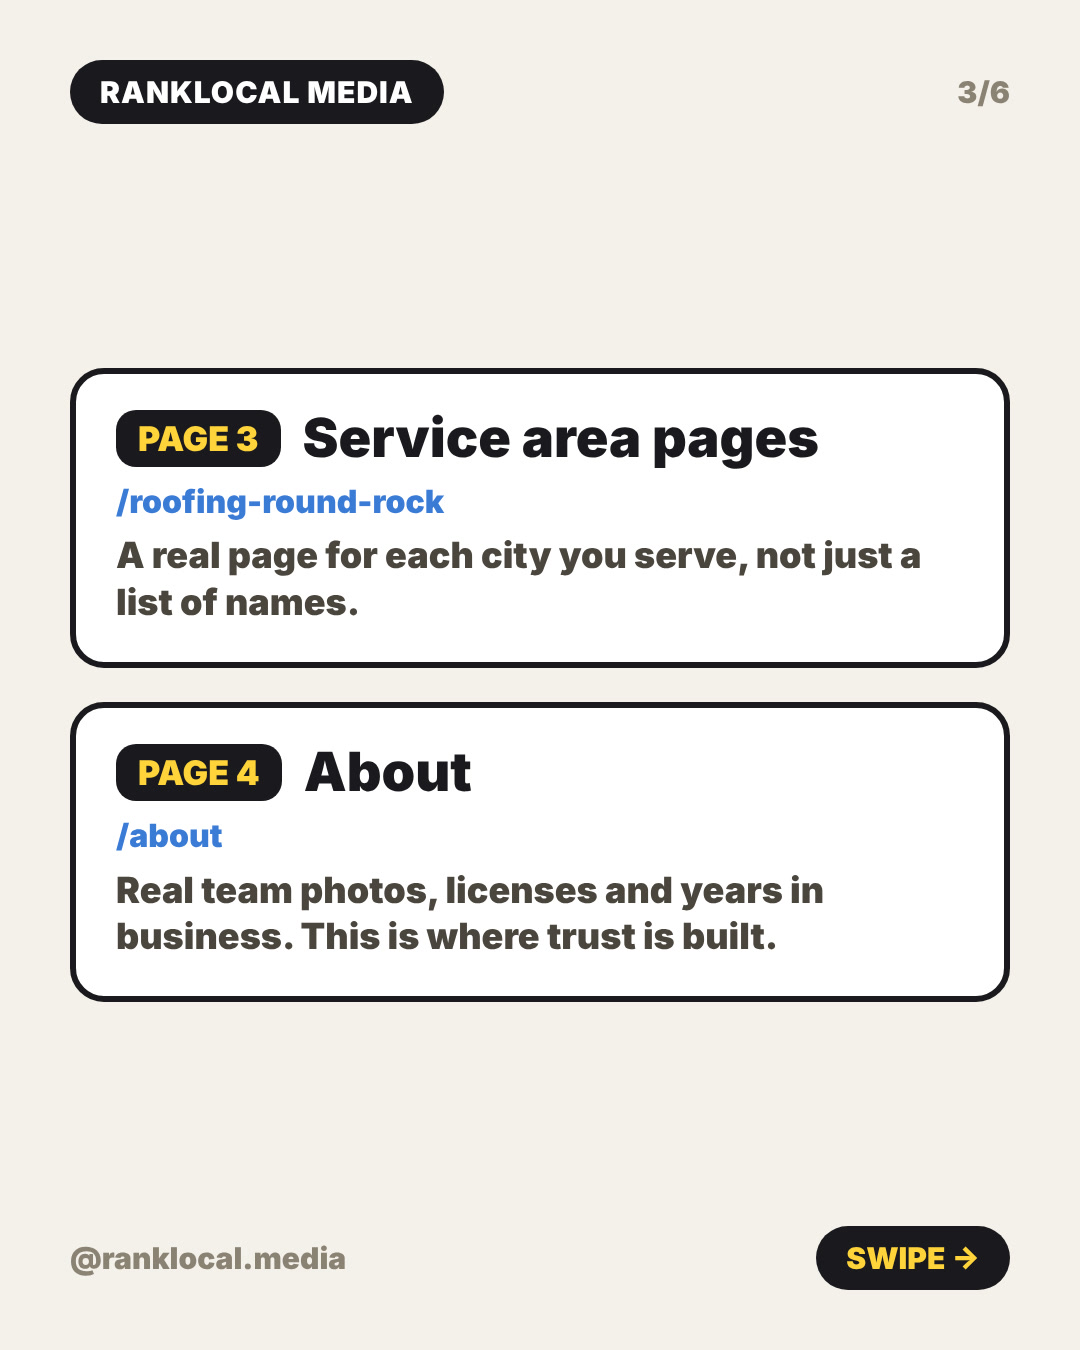 RANKLOCAL MEDIA
3/6
PAGE 3 Service area pages
/roofing-round-rock
A real page for each city you serve, not just a
list of names.
PAGE 4 About
/about
Real team photos, licenses and years in
business. This is where trust is built.
@ranklocal.media
SWIPE →